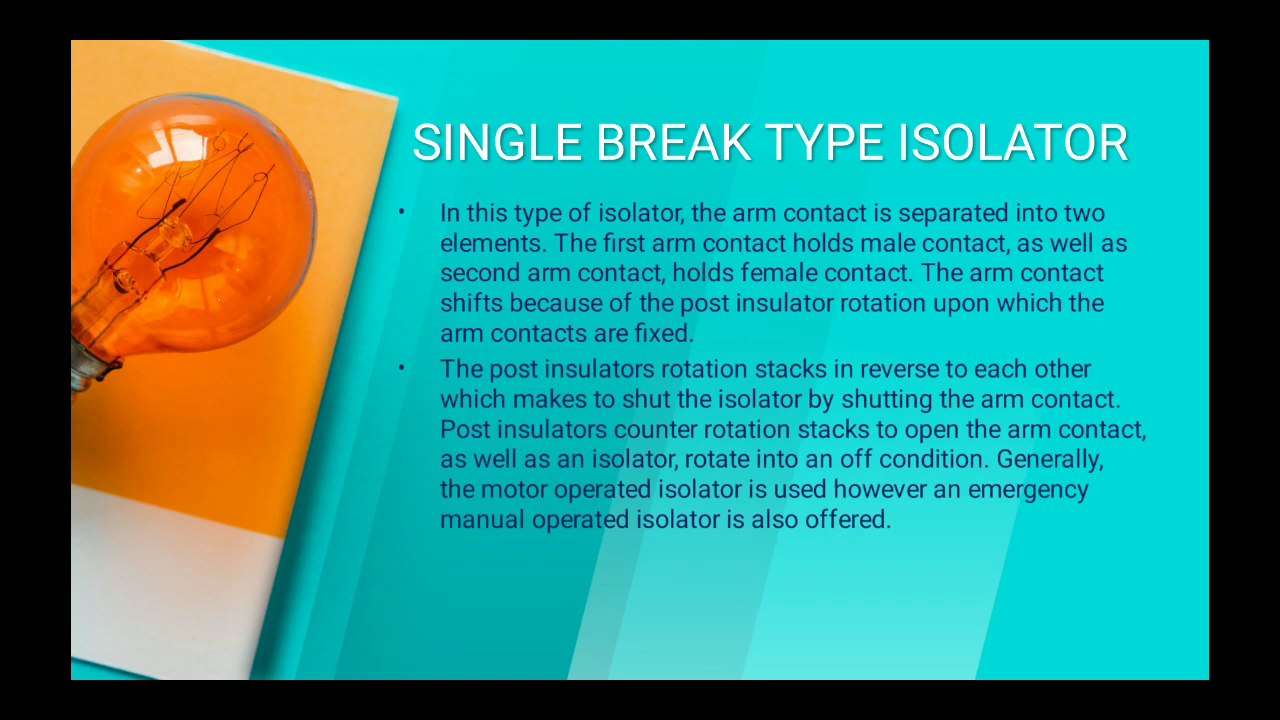 SINGLE BREAK TYPE ISOLATOR
• In this type of isolator, the arm contact is separated into two
elements. The first arm contact holds male contact, as well as
second arm contact, holds female contact. The arm contact
shifts because of the post insulator rotation upon which the
arm contacts are fixed.
• The post insulators rotation stacks in reverse to each other
which makes to shut the isolator by shutting the arm contact.
Post insulators counter rotation stacks to open the arm contact,
as well as an isolator, rotate into an off condition. Generally,
the motor operated isolator is used however an emergency
manual operated isolator is also offered.